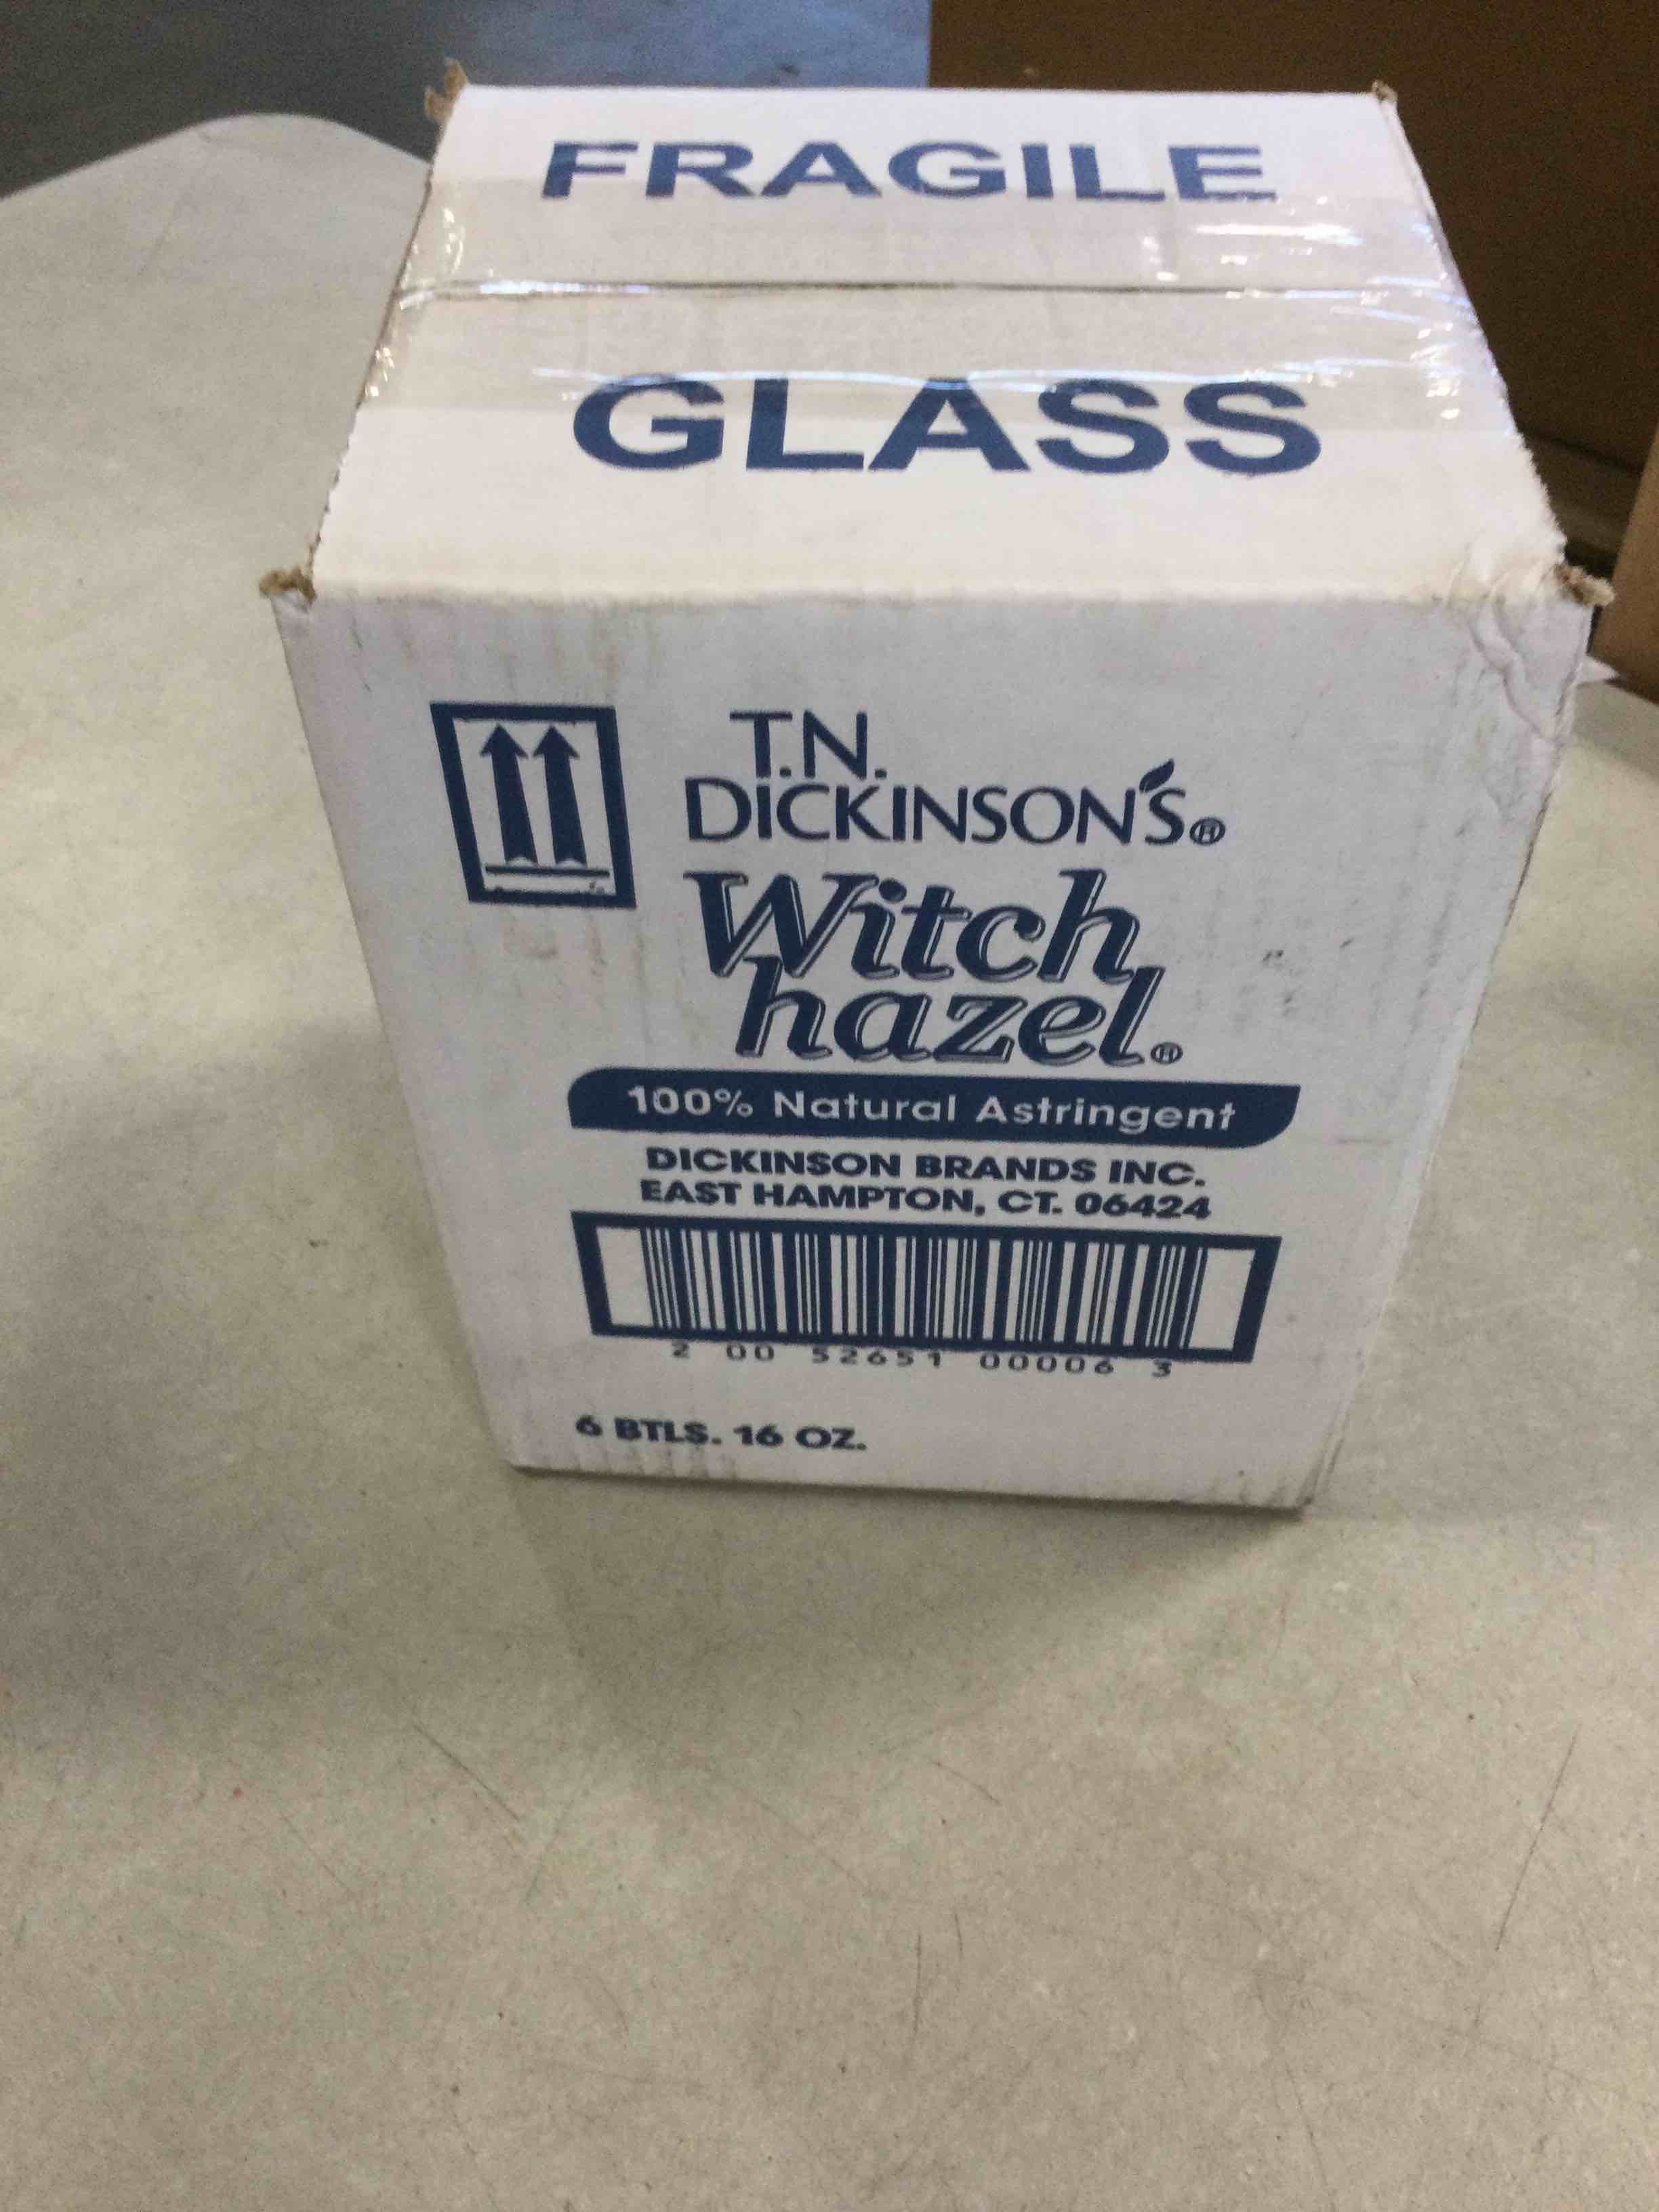 FRAGILE
GLASS
T.N.
DICKINSON'S®
Witch
hazel®
100% Natural Astringent
DICKINSON BRANDS INC.
EAST HAMPTON, CT. 06424
2 00 52651 00006 3
6 BTLS. 16 OZ.